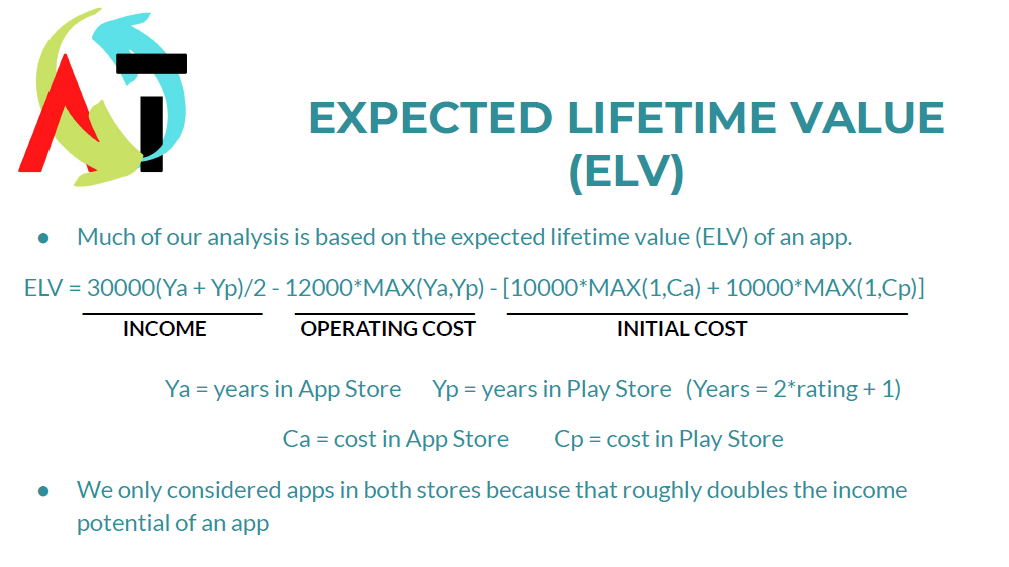 AT
EXPECTED LIFETIME VALUE
(ELV)
● Much of our analysis is based on the expected lifetime value (ELV) of an app.
ELV = 30000(Ya + Yp)/2 - 12000*MAX(Ya,Yp) - [10000*MAX(1,Ca) + 10000*MAX(1,Cp)]
INCOME OPERATING COST INITIAL COST
Ya = years in App Store Yp = years in Play Store (Years = 2*rating + 1)
Ca = cost in App Store Cp = cost in Play Store
● We only considered apps in both stores because that roughly doubles the income
potential of an app